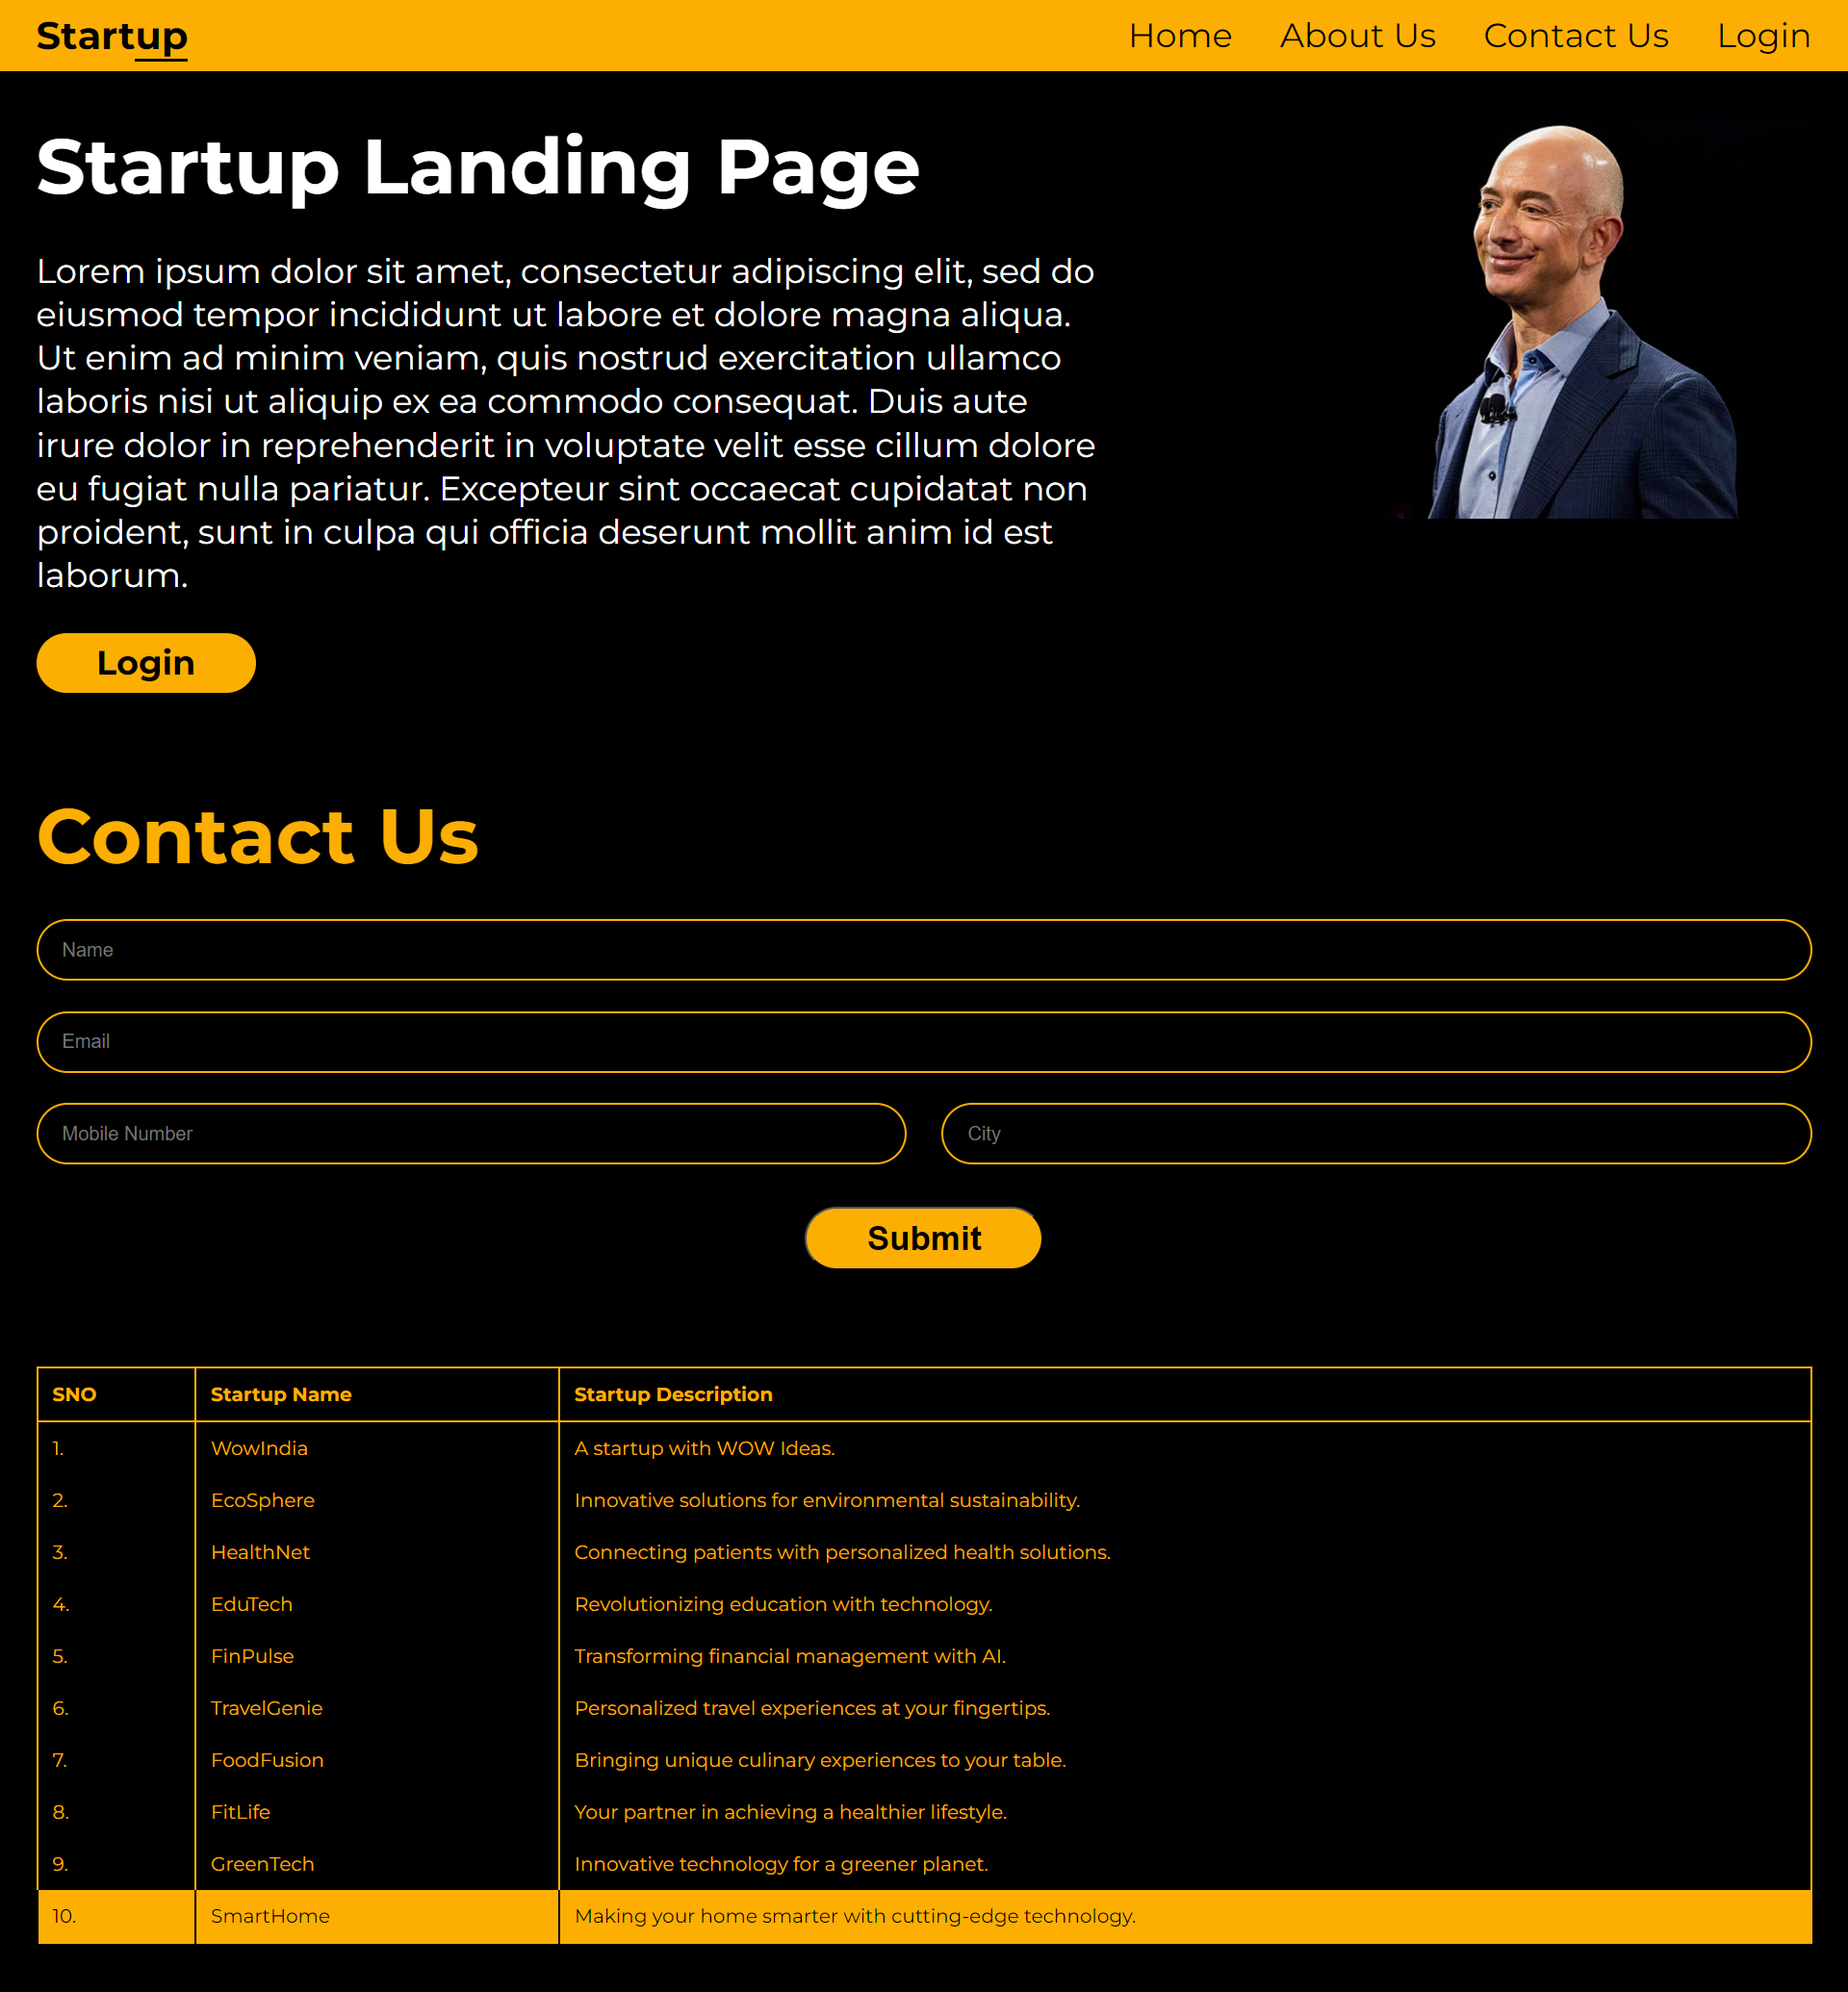 Startup
Home
About Us
Contact Us
Login
Startup Landing Page
Lorem ipsum dolor sit amet, consectetur adipiscing elit, sed do
eiusmod tempor incididunt ut labore et dolore magna aliqua.
Ut enim ad minim veniam, quis nostrud exercitation ullamco
laboris nisi ut aliquip ex ea commodo consequat. Duis aute
irure dolor in reprehenderit in voluptate velit esse cillum dolore
eu fugiat nulla pariatur. Excepteur sint occaecat cupidatat non
proident, sunt in culpa qui officia deserunt mollit anim id est
laborum.
Login
Contact Us
Name
Email
Mobile Number
City
Submit
SNO Startup Name Startup Description
1. WowIndia A startup with WOW Ideas.
2. EcoSphere Innovative solutions for environmental sustainability.
3. HealthNet Connecting patients with personalized health solutions.
4. EduTech Revolutionizing education with technology.
5. FinPulse Transforming financial management with AI.
6. TravelGenie Personalized travel experiences at your fingertips.
7. FoodFusion Bringing unique culinary experiences to your table.
8. FitLife Your partner in achieving a healthier lifestyle.
9. GreenTech Innovative technology for a greener planet.
10. SmartHome Making your home smarter with cutting-edge technology.